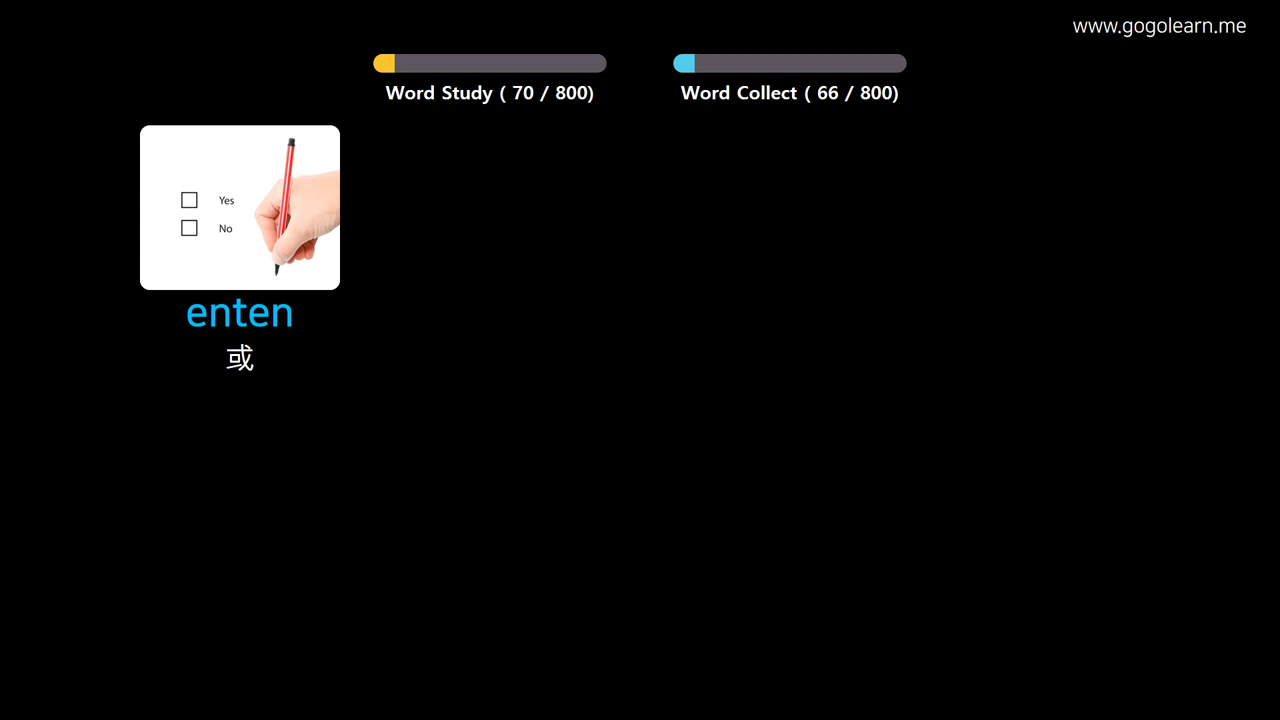 www.gogolearn.me
Word Study ( 70 / 800)
Word Collect ( 66 / 800)
Yes
No
enten
或